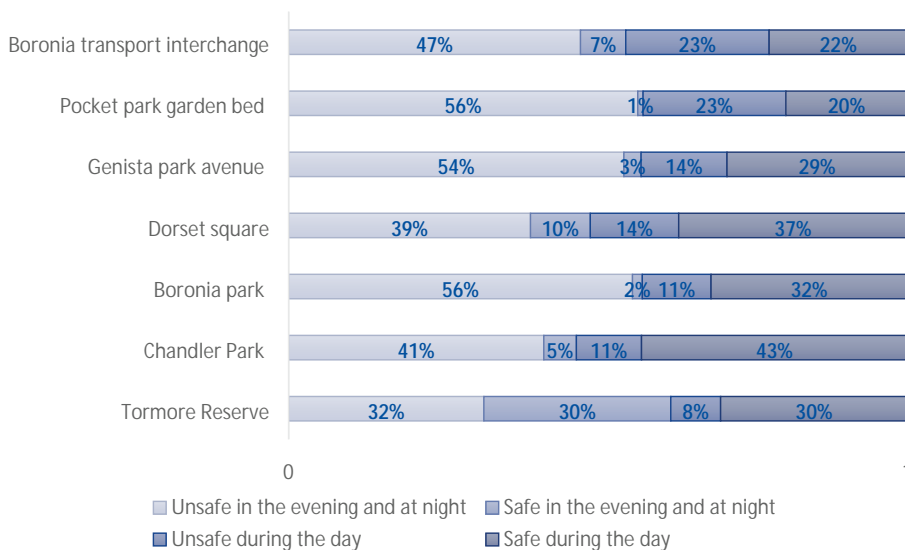 Boronia transport interchange 47% 7% 23% 22%
Pocket park garden bed 56% 1% 23% 20%
Genista park avenue 54% 3% 14% 29%
Dorset square 39% 10% 14% 37%
Boronia park 56% 2% 11% 32%
Chandler Park 41% 5% 11% 43%
Tormore Reserve 32% 30% 8% 30%
0
Unsafe in the evening and at night Safe in the evening and at night
Unsafe during the day Safe during the day